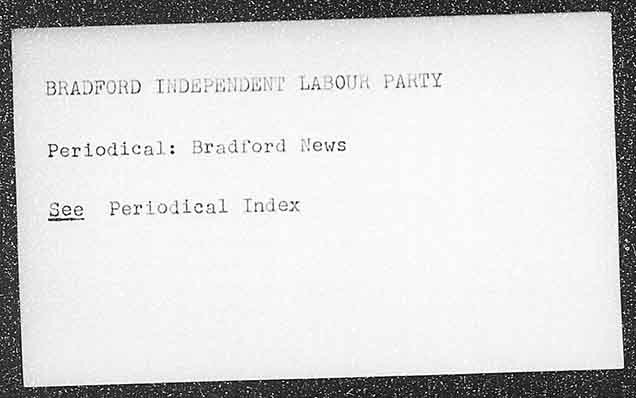 BRADFORD INDEPENDENT LABOUR PARTY
Periodical: Bradford News
See Periodical Index